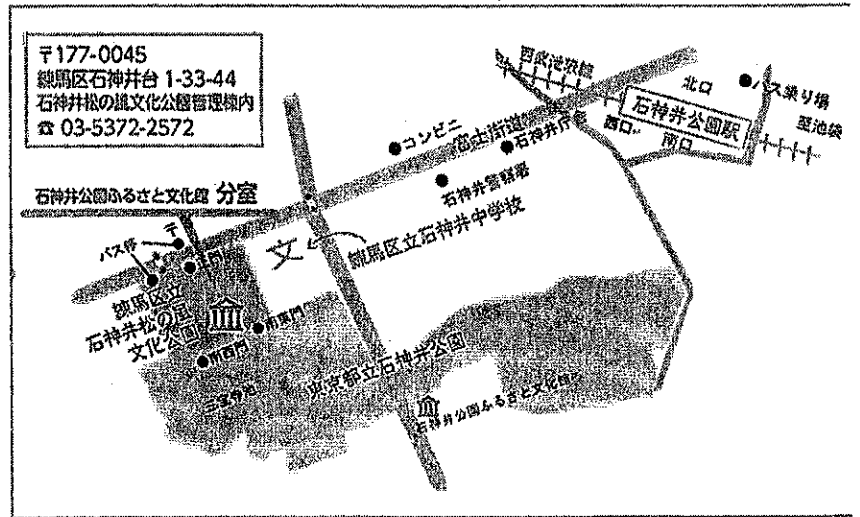 〒177-0045
練馬区石神井台 1-33-44
石神井松の風文化公園管理棟内
☎ 03-5372-2572
西武池袋線
北口
バス乗り場
石神井公園駅
至池袋
西口
南口
コンビニ
富士街道
石神井庁舎
石神井警察署
石神井公園ふるさと文化館 分室
〒
バス停
正門
文
練馬区立石神井中学校
練馬区立
石神井松の風
文化公園
南東門
南西門
三宝寺池
東京都立石神井公園
石神井公園ふるさと文化館